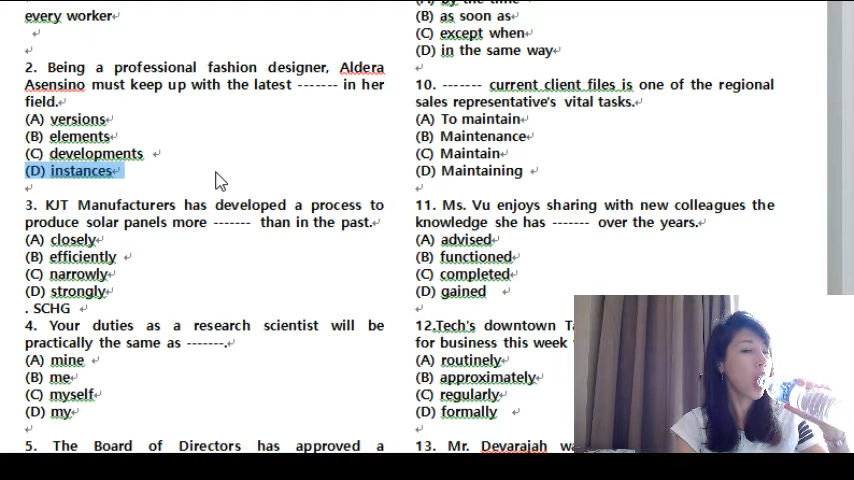 every worker
2. Being a professional fashion designer, Aldera
Asensino must keep up with the latest ------- in her
field.
(A) versions
(B) elements
(C) developments
(D) instances
3. KJT Manufacturers has developed a process to
produce solar panels more ------- than in the past.
(A) closely
(B) efficiently
(C) narrowly
(D) strongly
. SCHG
4. Your duties as a research scientist will be
practically the same as -------.
(A) mine
(B) me
(C) myself
(D) my
5. The Board of Directors has approved a
(A) by the time
(B) as soon as
(C) except when
(D) in the same way
10. ------- current client files is one of the regional
sales representative's vital tasks.
(A) To maintain
(B) Maintenance
(C) Maintain
(D) Maintaining
11. Ms. Vu enjoys sharing with new colleagues the
knowledge she has ------- over the years.
(A) advised
(B) functioned
(C) completed
(D) gained
12.Tech's downtown
for business this week
(A) routinely
(B) approximately
(C) regularly
(D) formally
13. Mr. Devarajah